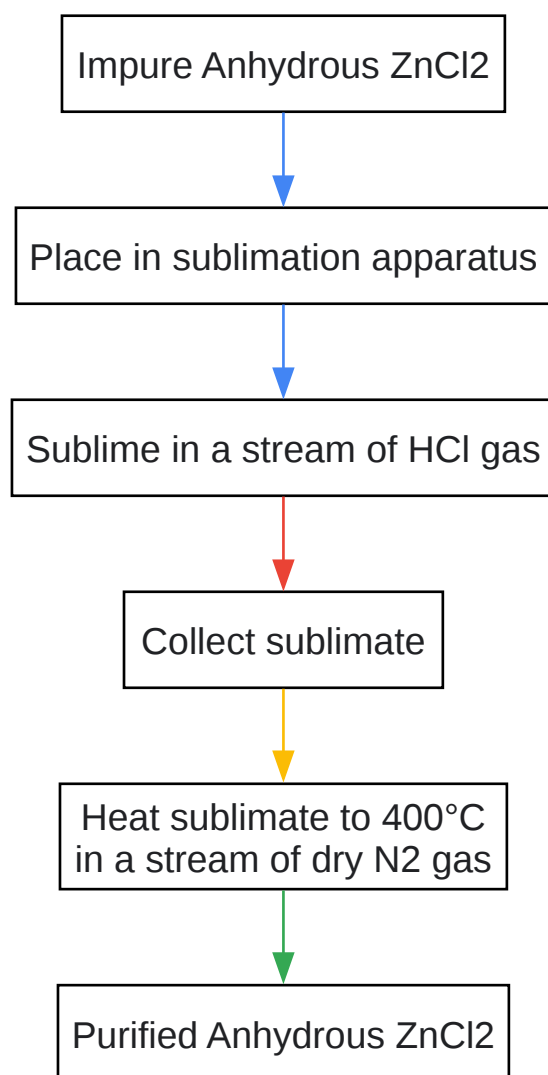 Impure Anhydrous ZnCl2
Place in sublimation apparatus
Sublime in a stream of HCl gas
Collect sublimate
Heat sublimate to 400°C
in a stream of dry N2 gas
Purified Anhydrous ZnCl2